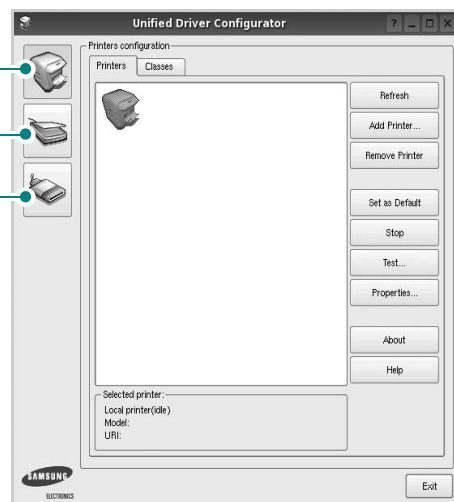 Unified Driver Configurator
Printers configuration
Printers
Classes
Refresh
Add Printer...
Remove Printer
Set as Default
Stop
Test...
Properties...
About
Help
Selected printer:
Local printer(idle)
Model:
URI:
SAMSUNG
ELECTRONICS
Exit